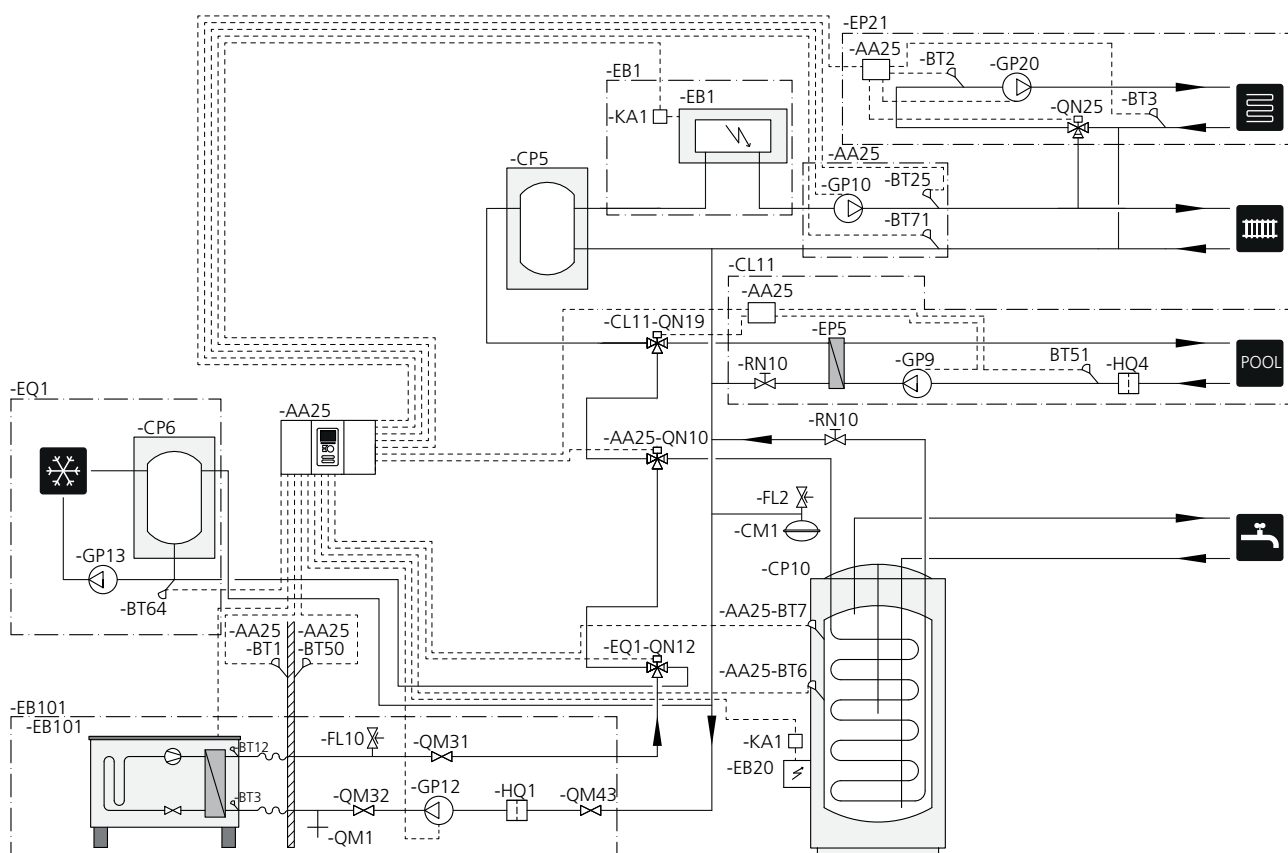 -EP21
-AA25
-BT2
-GP20
-QN25
-BT3
-EB1
-EB1
-KA1
-CP5
-AA25
-GP10
-BT25
-BT71
-CL11
-AA25
-CL11-QN19
-EP5
-RN10
-GP9
BT51
-HQ4
POOL
-EQ1
-CP6
-AA25
-RN10
-AA25-QN10
-FL2
-CM1
-GP13
-BT64
-CP10
-AA25
-BT1
-AA25
-BT50
-AA25-BT7
-EQ1-QN12
-AA25-BT6
-EB101
-EB101
-BT12
-FL10
-QM31
-KA1
-EB20
-BT3
-QM32
-GP12
-HQ1
-QM43
-QM1